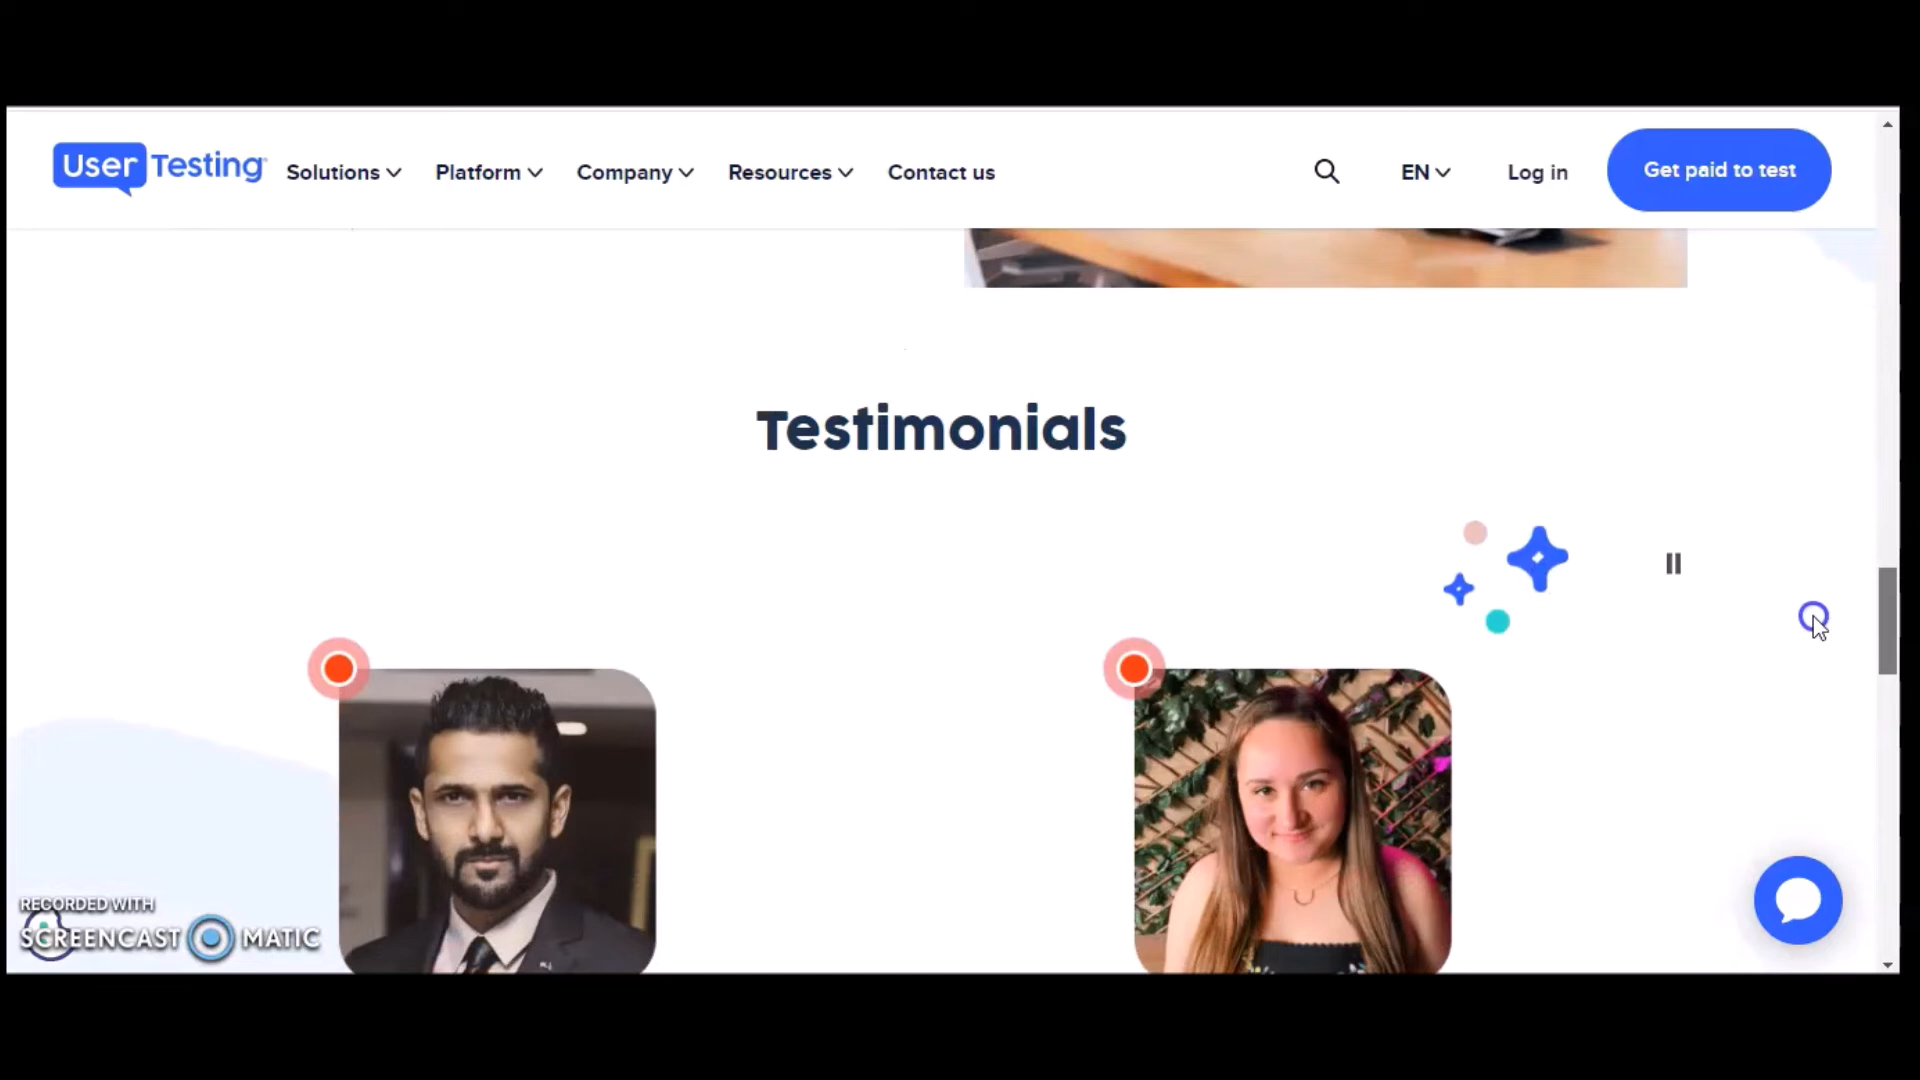 User Testing
Solutions
Platform
Company
Resources
Contact us
EN
Log in
Get paid to test
Testimonials
RECORDED WITH
SCREENCAST MATIC